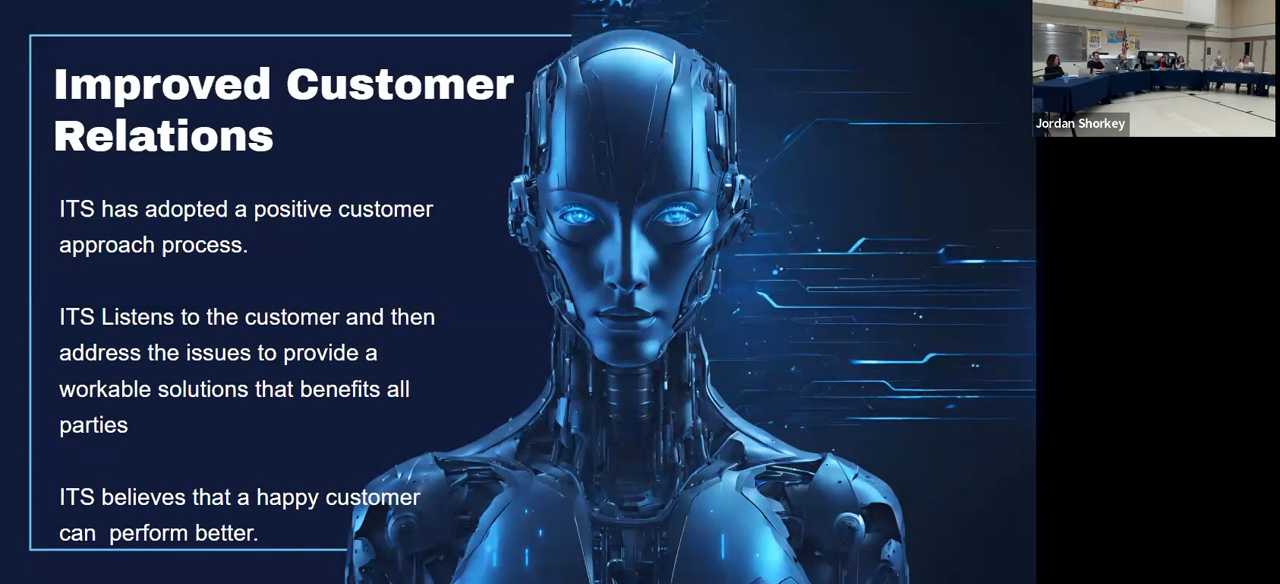 Improved Customer
Relations
ITS has adopted a positive customer
approach process.
ITS Listens to the customer and then
address the issues to provide a
workable solutions that benefits all
parties
ITS believes that a happy customer
can  perform better.
Jordan Shorkey